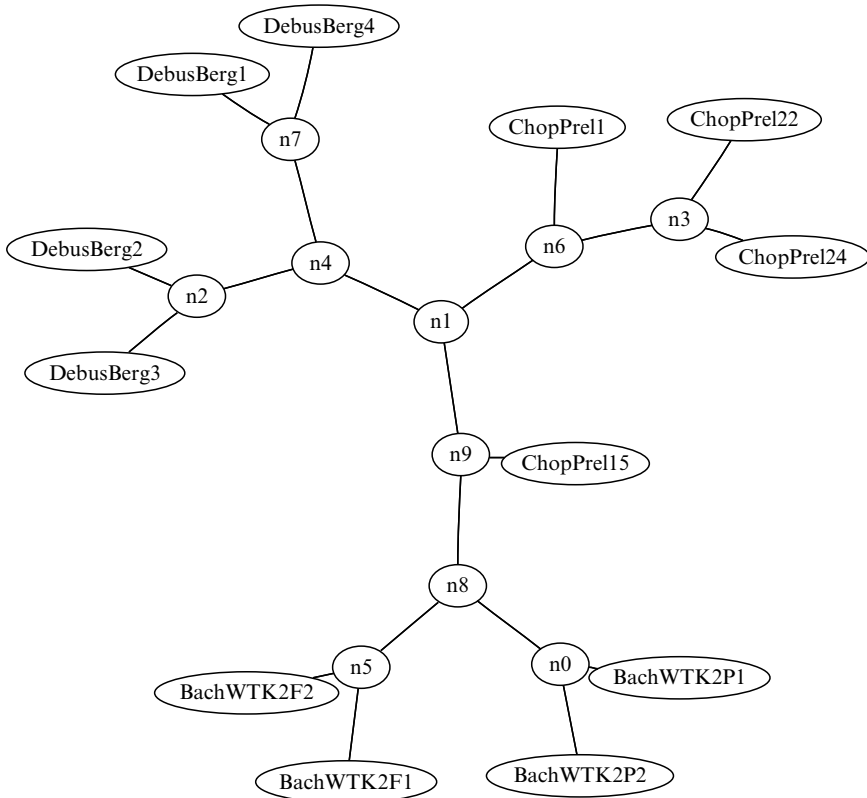 DebusBerg4
DebusBerg1
ChopPrel22
ChopPrel1
n7
n3
n6
DebusBerg2
ChopPrel24
n4
n2
n1
DebusBerg3
n9
ChopPrel15
n8
n5
n0
BachWTK2P1
BachWTK2F2
BachWTK2P2
BachWTK2F1